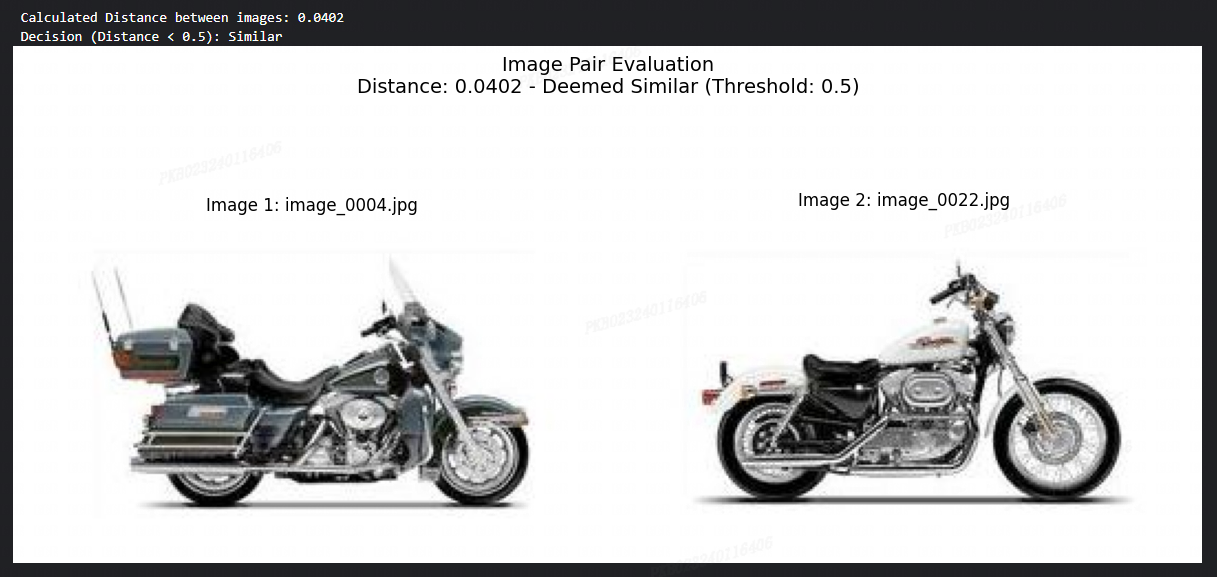 Calculated Distance between images: 0.0402
Decision (Distance < 0.5): Similar
Image Pair Evaluation
Distance: 0.0402 - Deemed Similar (Threshold: 0.5)
Image 1: image_0004.jpg
Image 2: image_0022.jpg